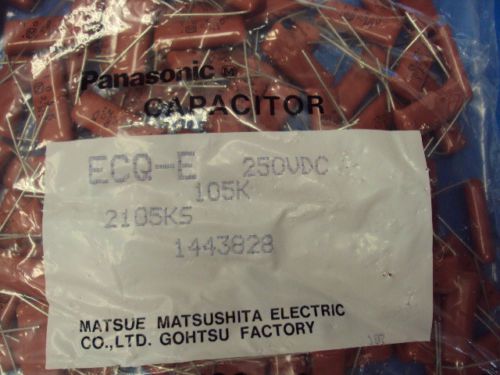 Panasonic
CAPACITOR
ECQ-E 250VDC
105K
2105KS
1443828
MATSUE MATSUSHITA ELECTRIC
CO.,LTD. GOHTSU FACTORY